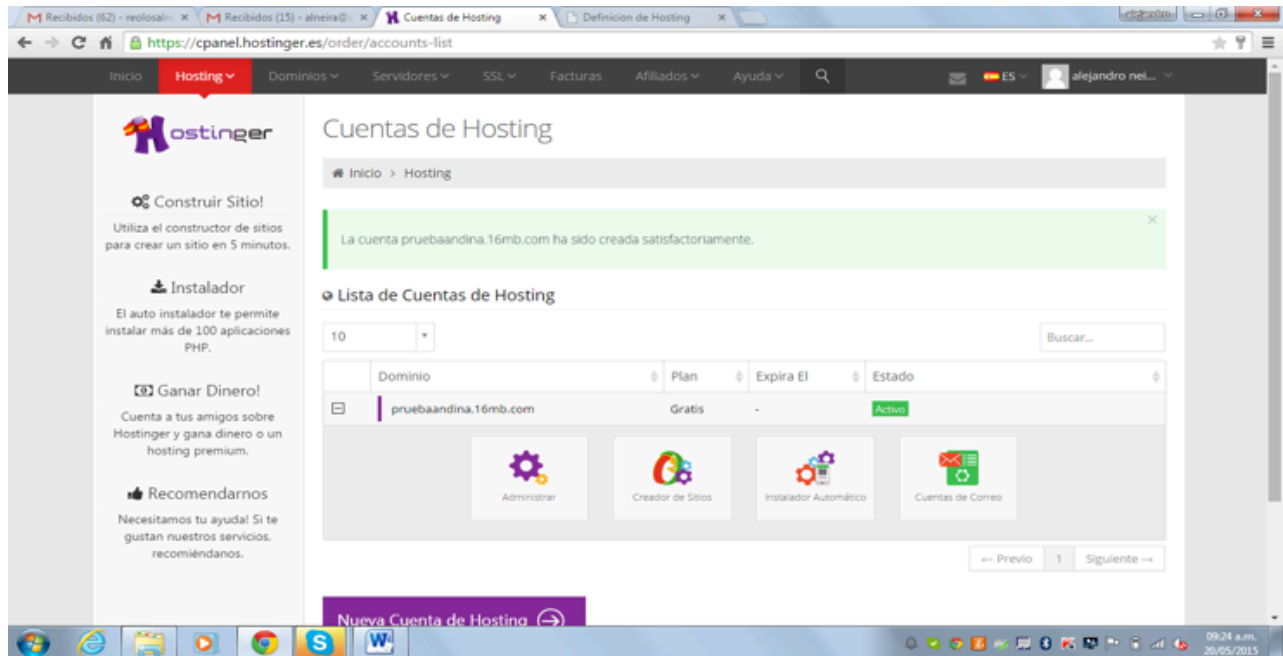 Recibidos (62) - reolosain
Recibidos (15) - alneira@
Cuentas de Hosting
Definicion de Hosting
https://cpanel.hostinger.es/order/accounts-list
Inicio
Hosting
Dominios
Servidores
SSL
Facturas
Afiliados
Ayuda
ES
alejandro nei...
ostinger
Cuentas de Hosting
Inicio > Hosting
Construir Sitio!
Utiliza el constructor de sitios
para crear un sitio en 5 minutos.
La cuenta pruebaandina.16mb.com ha sido creada satisfactoriamente.
Instalador
El auto instalador te permite
instalar más de 100 aplicaciones
PHP.
Lista de Cuentas de Hosting
10
Buscar...
Dominio
Plan
Expira El
Estado
pruebaandina.16mb.com
Gratis
-
Activo
Ganar Dinero!
Cuenta a tus amigos sobre
Hostinger y gana dinero o un
hosting premium.
Administrar
Creador de Sitios
Instalador Automático
Cuentas de Correo
Recomendarnos
Necesitamos tu ayuda! Si te
gustan nuestros servicios.
recomiéndanos.
← Previo
1
Siguiente →
Nueva Cuenta de Hosting
09:24 a.m.
20/05/2015